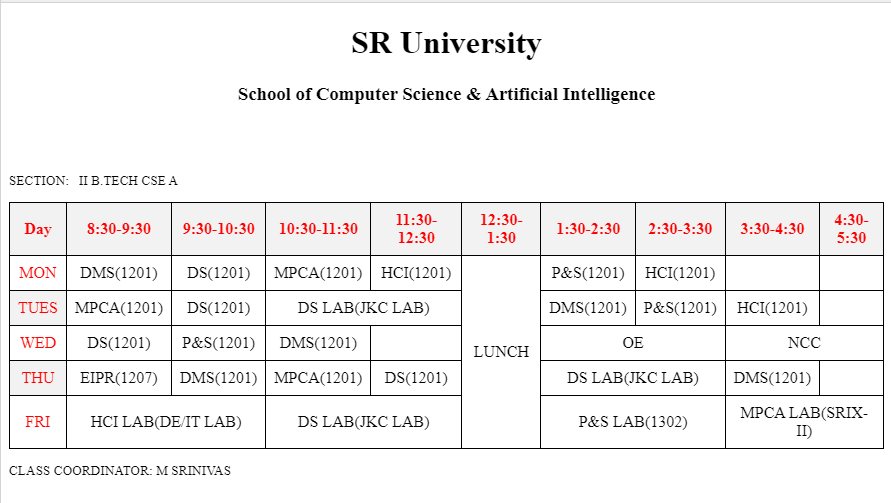 SR University
School of Computer Science & Artificial Intelligence
SECTION: II B.TECH CSE A
Day 8:30-9:30 9:30-10:30 10:30-11:30 11:30-12:30 12:30-1:30 1:30-2:30 2:30-3:30 3:30-4:30 4:30-5:30
MON DMS(1201) DS(1201) MPCA(1201) HCI(1201) LUNCH P&S(1201) HCI(1201)
TUES MPCA(1201) DS(1201) DS LAB(JKC LAB) DMS(1201) P&S(1201) HCI(1201)
WED DS(1201) P&S(1201) DMS(1201) OE NCC
THU EIPR(1207) DMS(1201) MPCA(1201) DS(1201) DS LAB(JKC LAB) DMS(1201)
FRI HCI LAB(DE/IT LAB) DS LAB(JKC LAB) P&S LAB(1302) MPCA LAB(SRIX-II)
CLASS COORDINATOR: M SRINIVAS